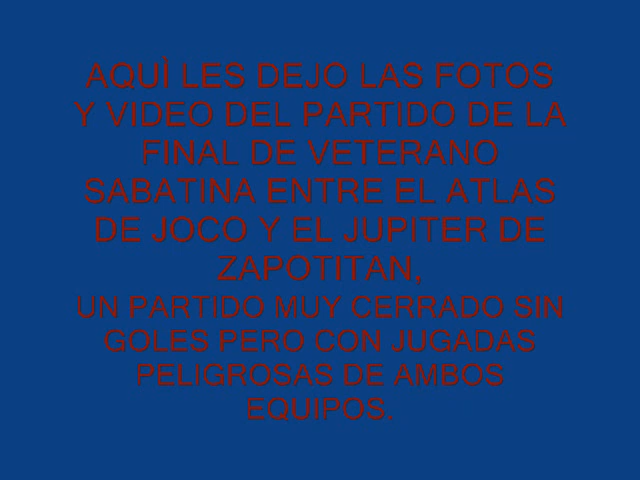 AQUÌ LES DEJO LAS FOTOS
Y VIDEO DEL PARTIDO DE LA
FINAL DE VETERANO
SABATINA ENTRE EL ATLAS
DE JOCO Y EL JUPITER DE
ZAPOTITAN,
UN PARTIDO MUY CERRADO SIN
GOLES PERO CON JUGADAS
PELIGROSAS DE AMBOS
EQUIPOS.